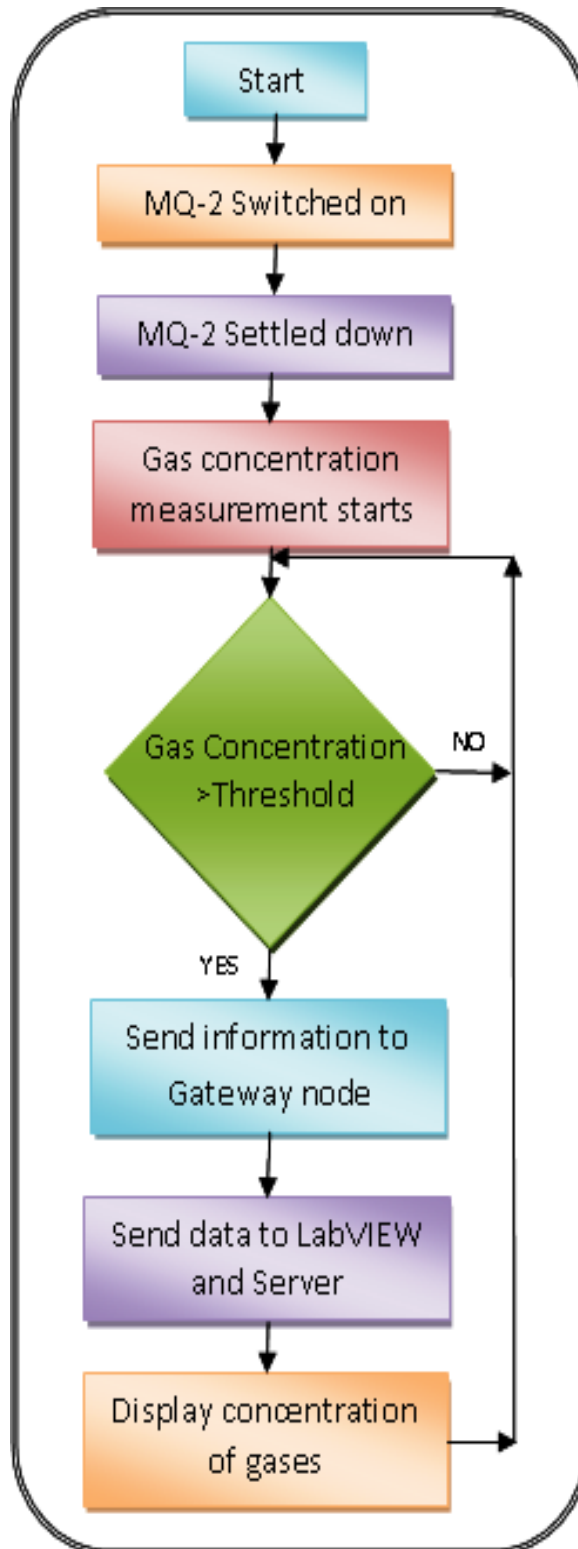 Start
MQ-2 Switched on
MQ-2 Settled down
Gas concentration
measurement starts
Gas Concentration
>Threshold
NO
YES
Send information to
Gateway node
Send data to LabVIEW
and Server
Display concentration
of gases